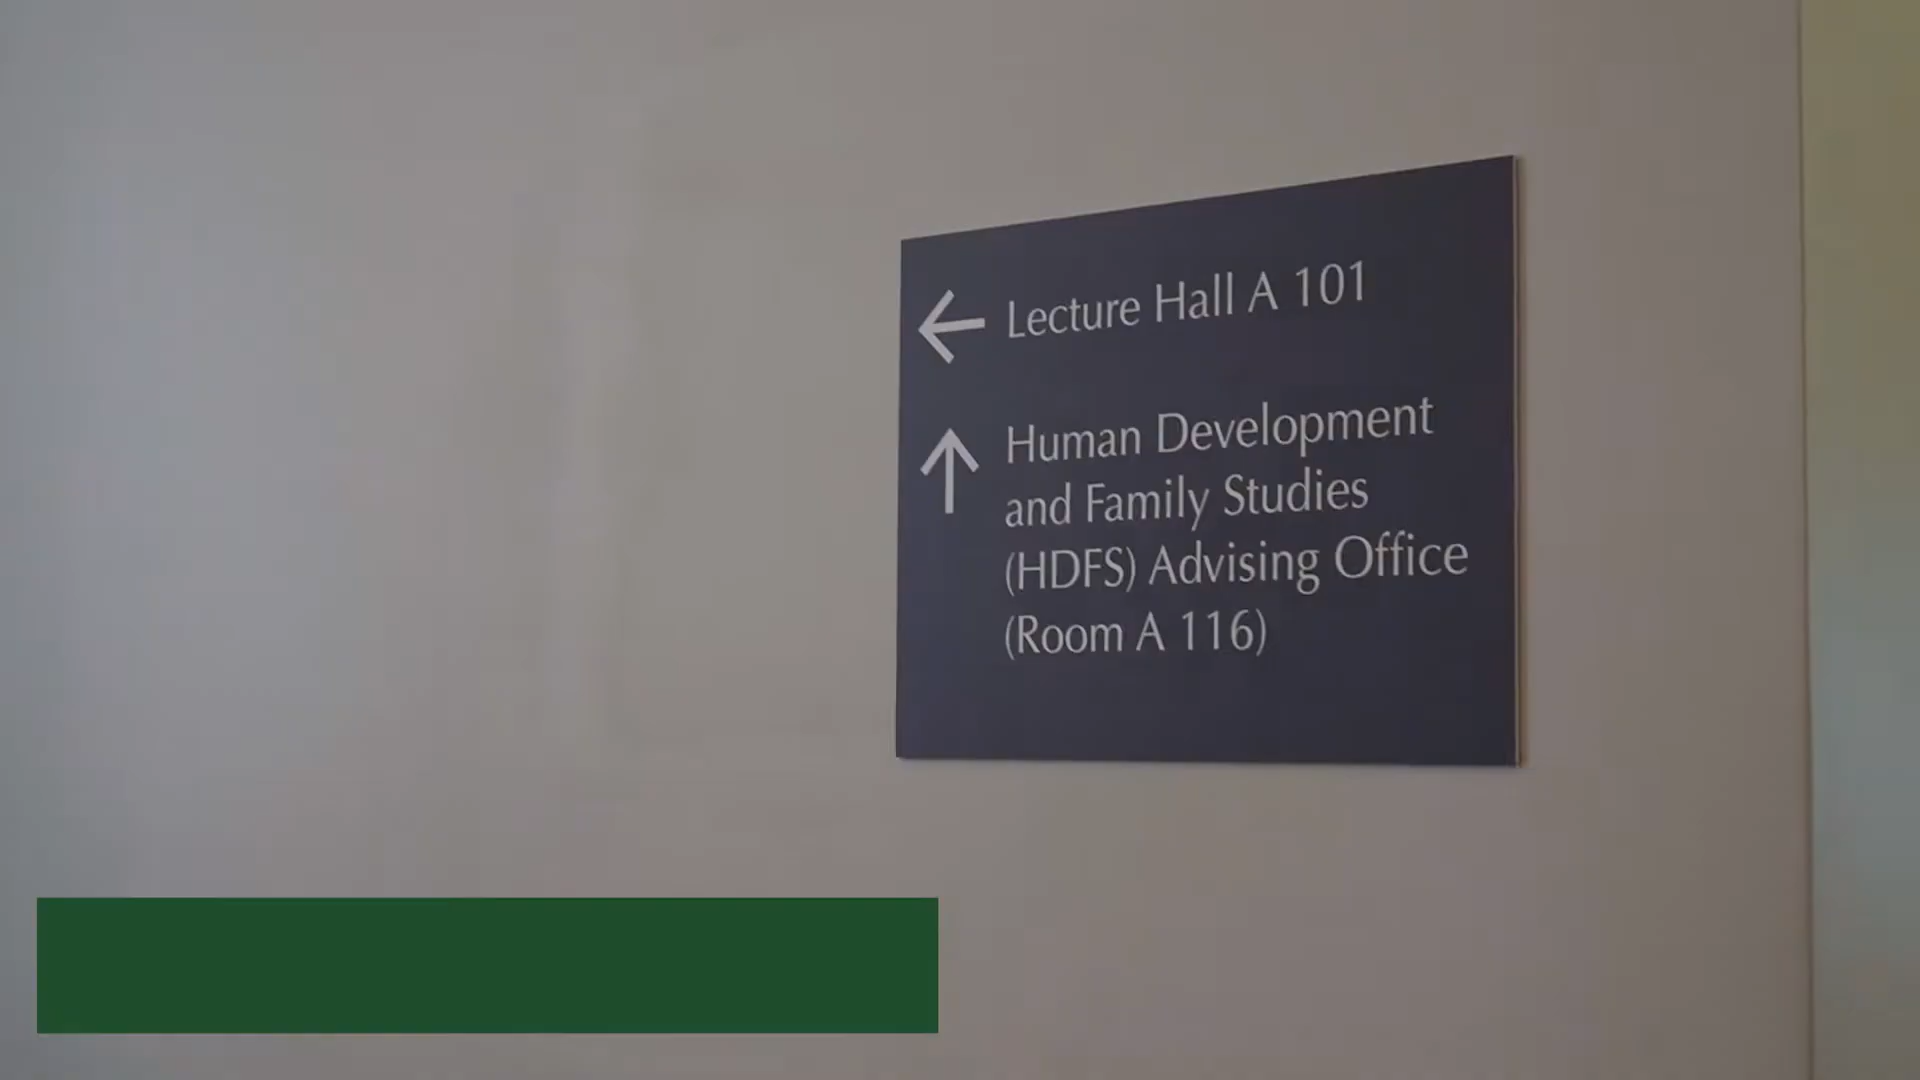 Lecture Hall A 101
Human Development
and Family Studies
(HDFS) Advising Office
(Room A 116)